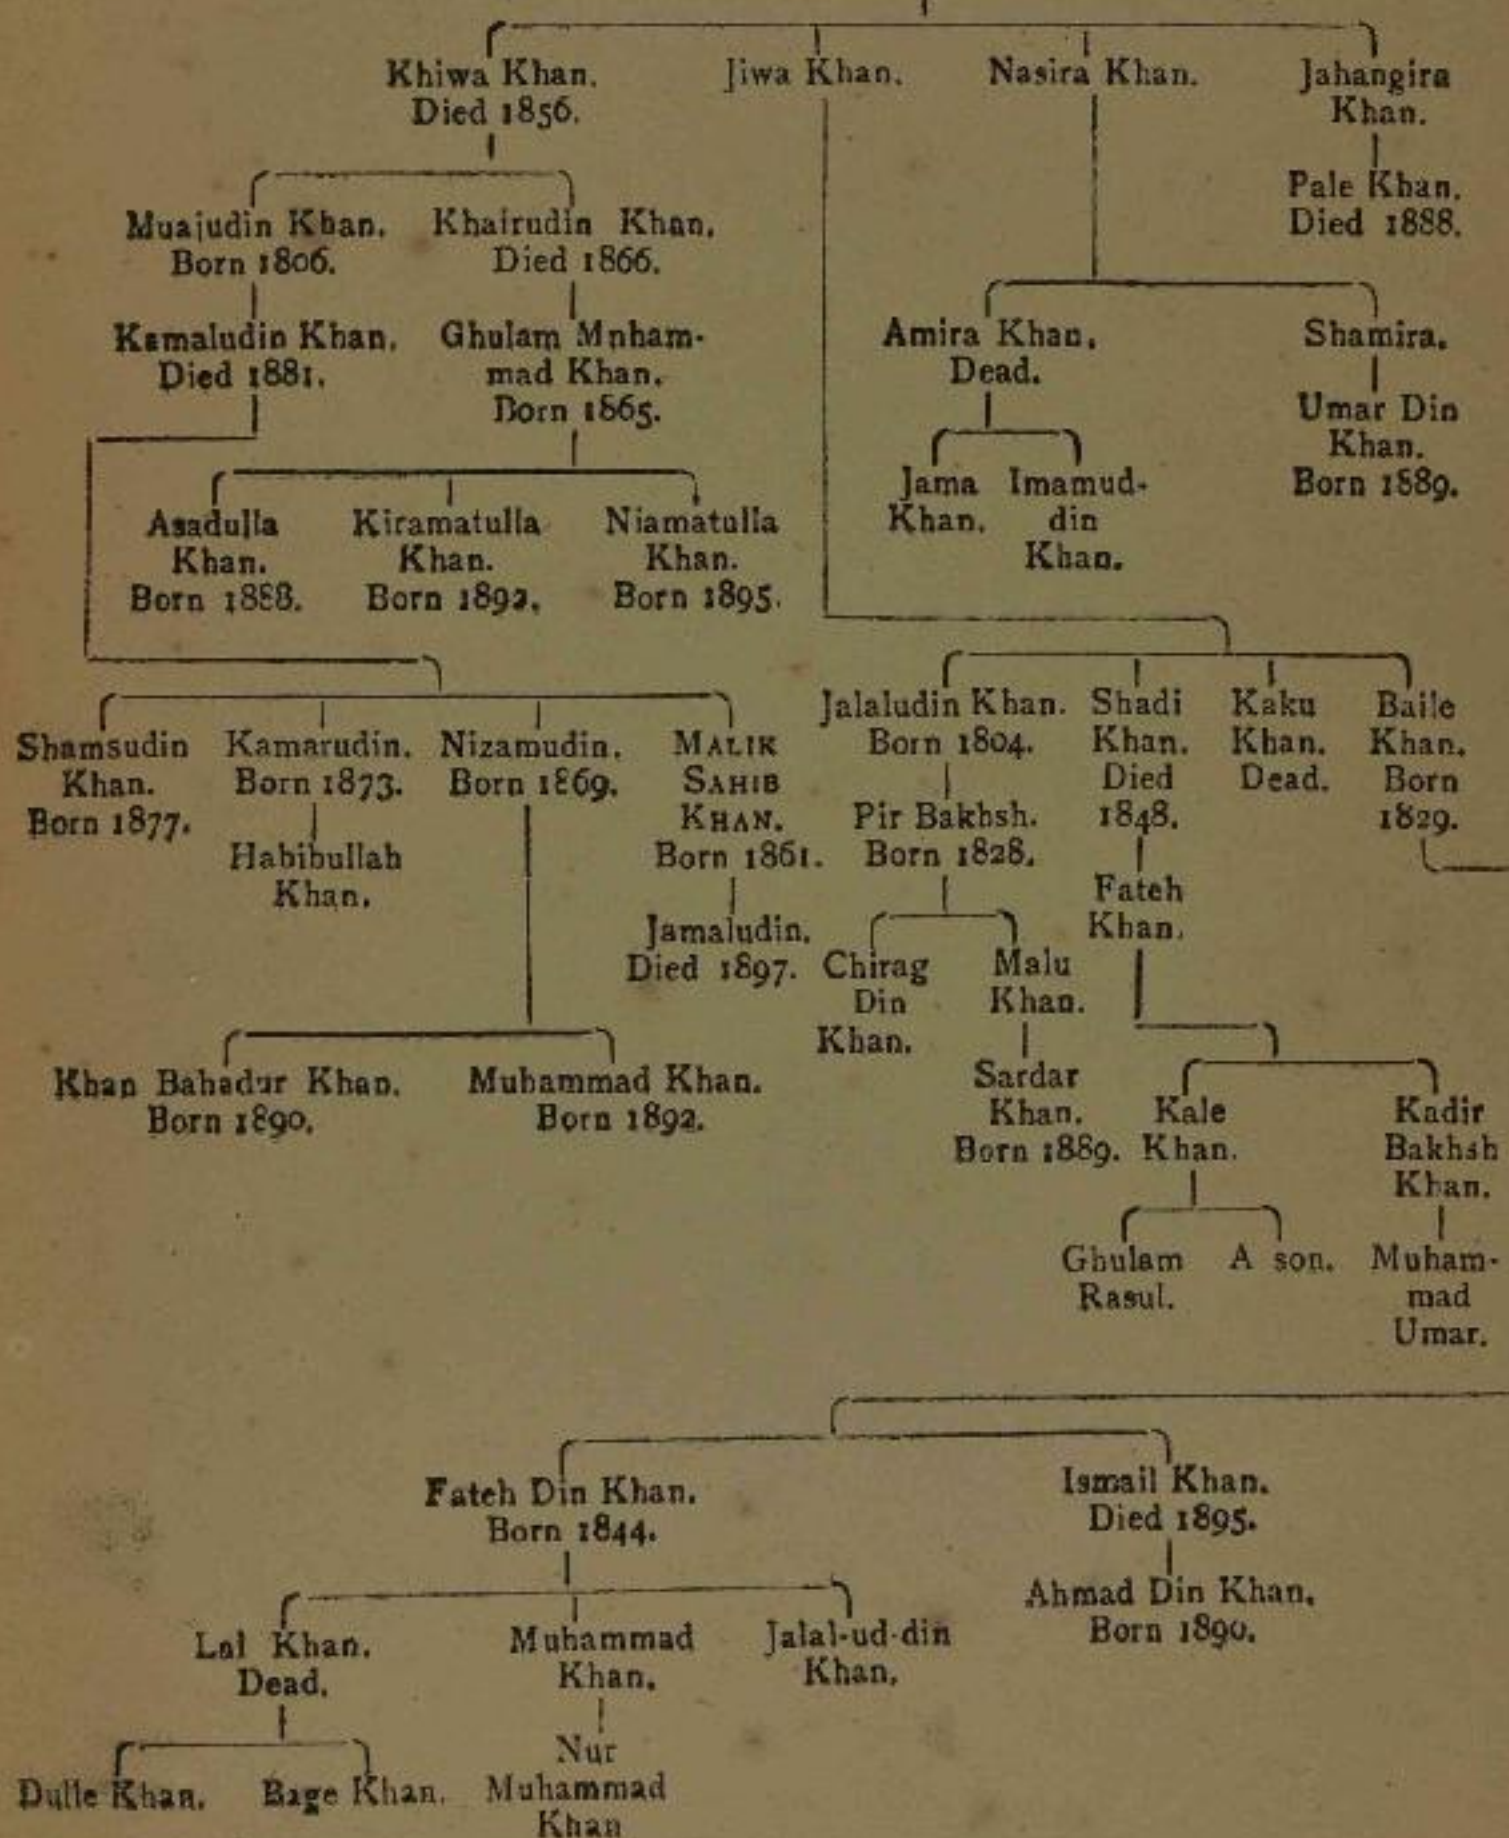 Khiwa Khan.
Died 1856.
Jiwa Khan.
Nasira Khan.
Jahangira
Khan.
Pale Khan.
Died 1888.
Muajudin Khan.
Born 1806.
Khairudin Khan.
Died 1866.
Kamaludin Khan.
Died 1881.
Ghulam Mnham-
mad Khan.
Born 1865.
Amira Khan.
Dead.
Shamira.
Umar Din
Khan.
Born 1889.
Jama
Khan.
Imamud-
din
Khan.
Asadulla
Khan.
Born 1888.
Kiramatulla
Khan.
Born 1892.
Niamatulla
Khan.
Born 1895.
Shamsudin
Khan.
Born 1877.
Kamarudin.
Born 1873.
Habibullah
Khan.
Nizamudin.
Born 1869.
MALIK
SAHIB
KHAN.
Born 1861.
Jamaludin.
Died 1897.
Jalaludin Khan.
Born 1804.
Pir Bakhsh.
Born 1828.
Shadi
Khan.
Died
1848.
Fateh
Khan.
Kaku
Khan.
Dead.
Baile
Khan.
Born
1829.
Chirag
Din
Khan.
Malu
Khan.
Sardar
Khan.
Born 1889.
Khan Bahadur Khan.
Born 1890.
Muhammad Khan.
Born 1892.
Kale
Khan.
Kadir
Bakhsh
Khan.
Ghulam
Rasul.
A son.
Muham-
mad
Umar.
Fateh Din Khan.
Born 1844.
Ismail Khan.
Died 1895.
Ahmad Din Khan.
Born 1890.
Lal Khan.
Dead.
Muhammad
Khan.
Jalal-ud-din
Khan.
Dulle Khan.
Bage Khan.
Nur
Muhammad
Khan